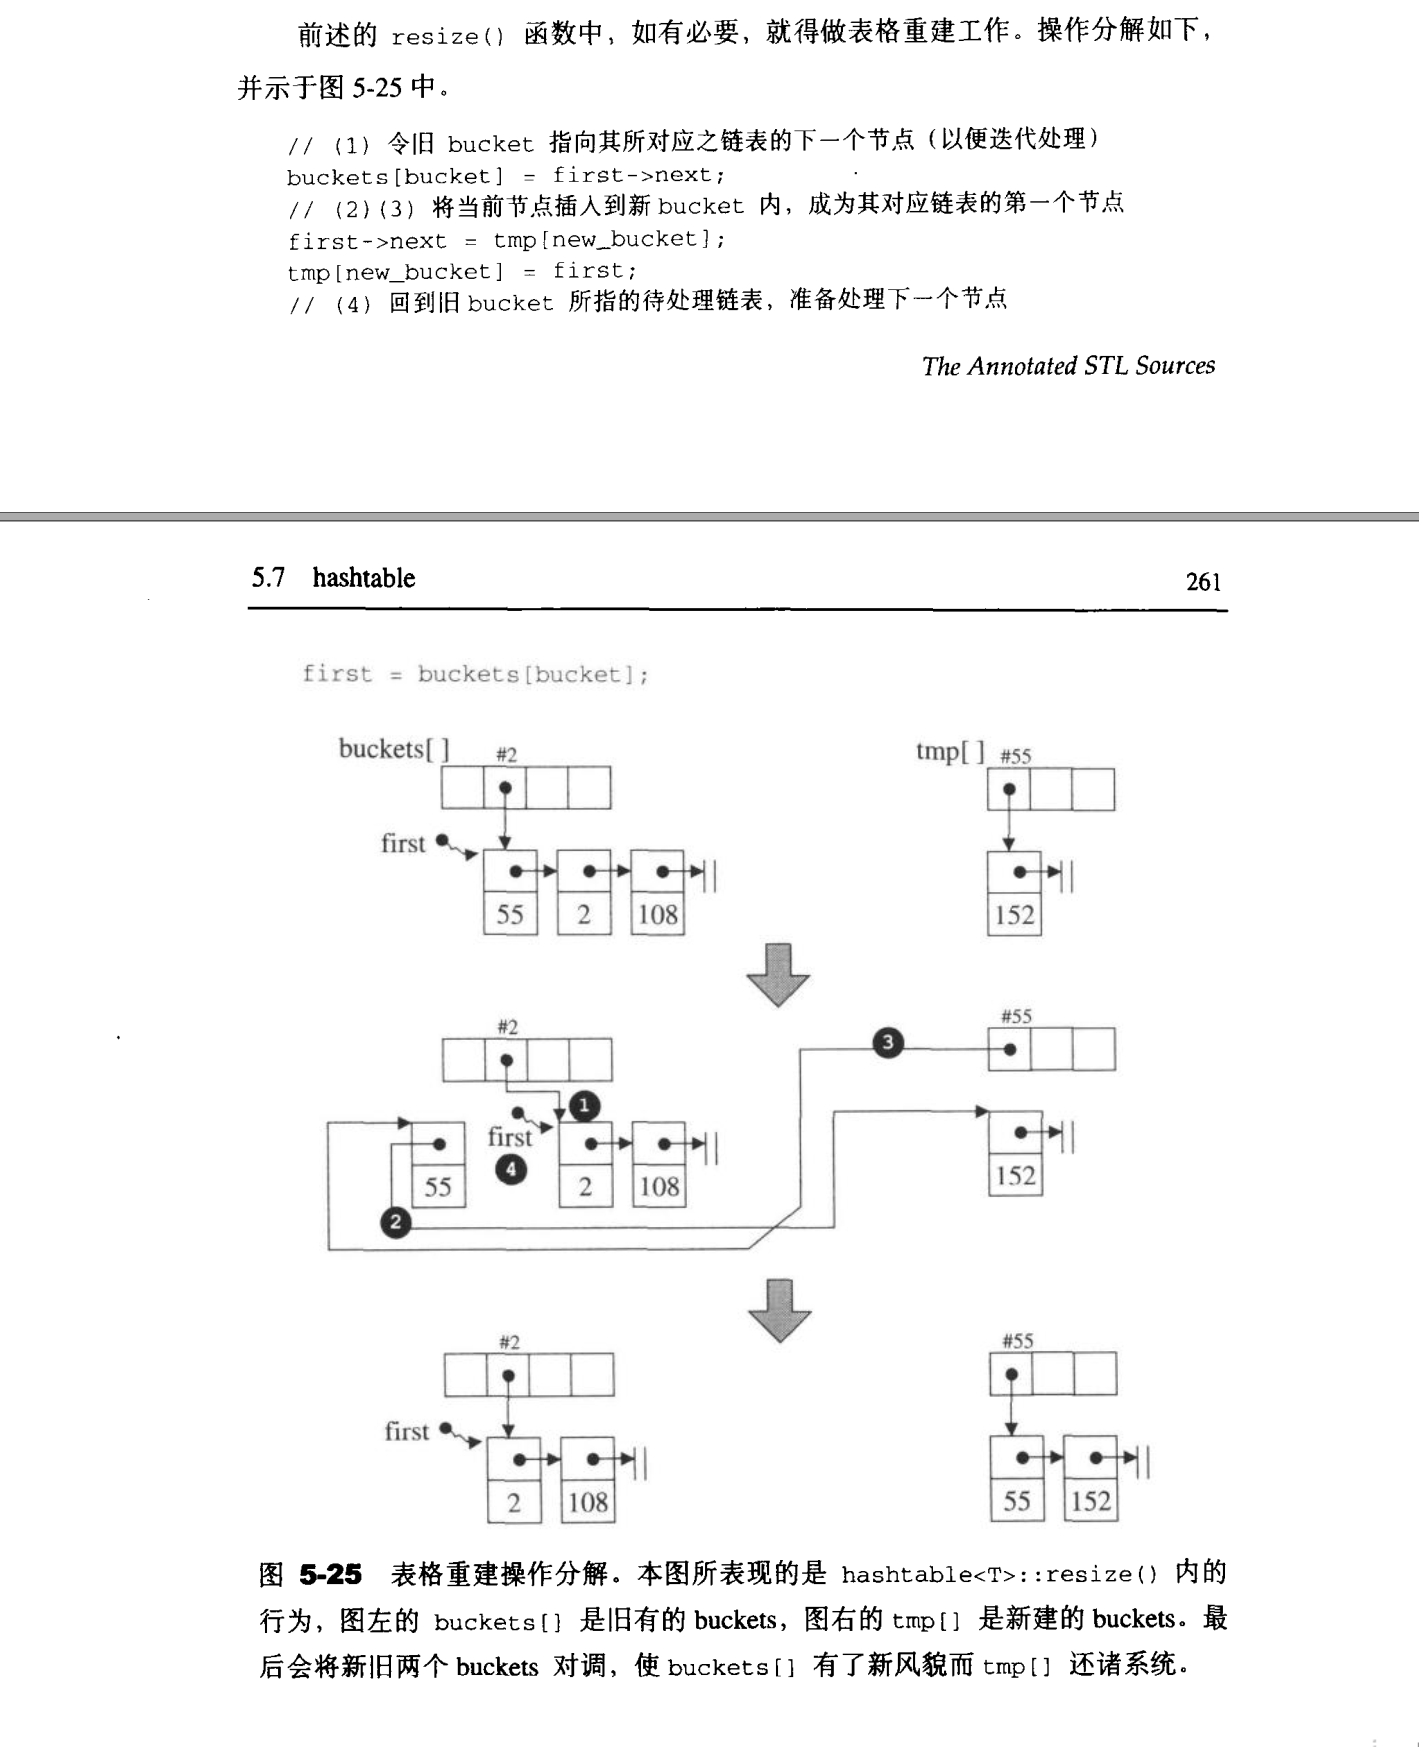 前述的 resize() 函数中，如有必要，就得做表格重建工作。操作分解如下，
并示于图 5-25 中。
// (1) 令旧 bucket 指向其所对应之链表的下一个节点（以便迭代处理）
buckets[bucket] = first->next;
// (2)(3) 将当前节点插入到新 bucket 内，成为其对应链表的第一个节点
first->next = tmp[new_bucket];
tmp[new_bucket] = first;
// (4) 回到旧 bucket 所指的待处理链表，准备处理下一个节点
The Annotated STL Sources
5.7 hashtable 261
first = buckets[bucket];
buckets[ ] #2 tmp[ ] #55
first
55 2 108 152
#2 #55
3
1
first
4
55 2 108 152
2
#2 #55
first
2 108 55 152
图 5-25 表格重建操作分解。本图所表现的是 hashtable<T>::resize() 内的
行为，图左的 buckets[] 是旧有的 buckets，图右的 tmp[] 是新建的 buckets。最
后会将新旧两个 buckets 对调，使 buckets[] 有了新风貌而 tmp[] 还诸系统。